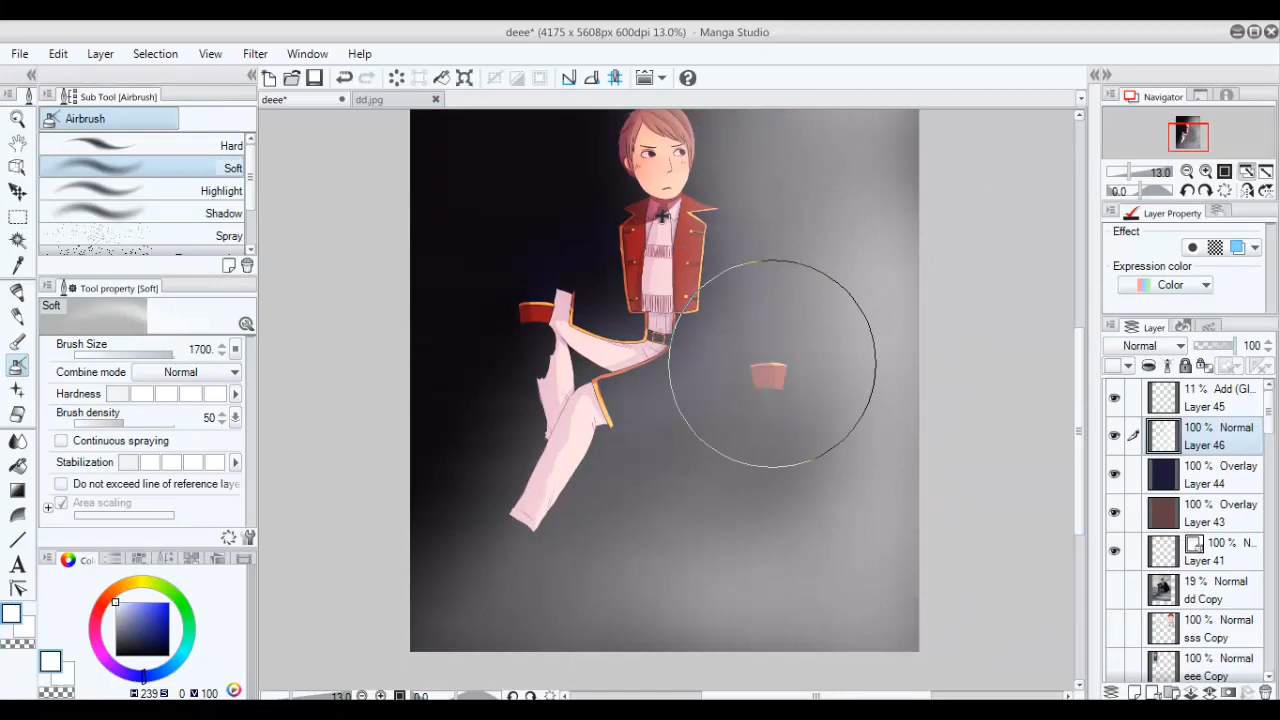 deee* (4175 x 5608px 600dpi 13.0%) - Manga Studio
File Edit Layer Selection View Filter Window Help
Sub Tool [Airbrush]
deee*
dd.jpg
Navigator
Airbrush
Hard
Soft
Highlight
Shadow
Spray
13.0
0.0
Layer Property
Effect
Expression color
Color
Tool property [Soft]
Soft
Brush Size 1700.
Combine mode Normal
Hardness
Brush density 50
Continuous spraying
Stabilization
Do not exceed line of reference laye
Area scaling
Layer
Normal 100
11 % Add (Gl...
Layer 45
100 % Normal
Layer 46
100 % Overlay
Layer 44
100 % Overlay
Layer 43
100 % N...
Layer 41
19 % Normal
dd Copy
100 % Normal
sss Copy
100 % Normal
eee Copy
Col
H 239 S 0 V 100
13.0
0.0